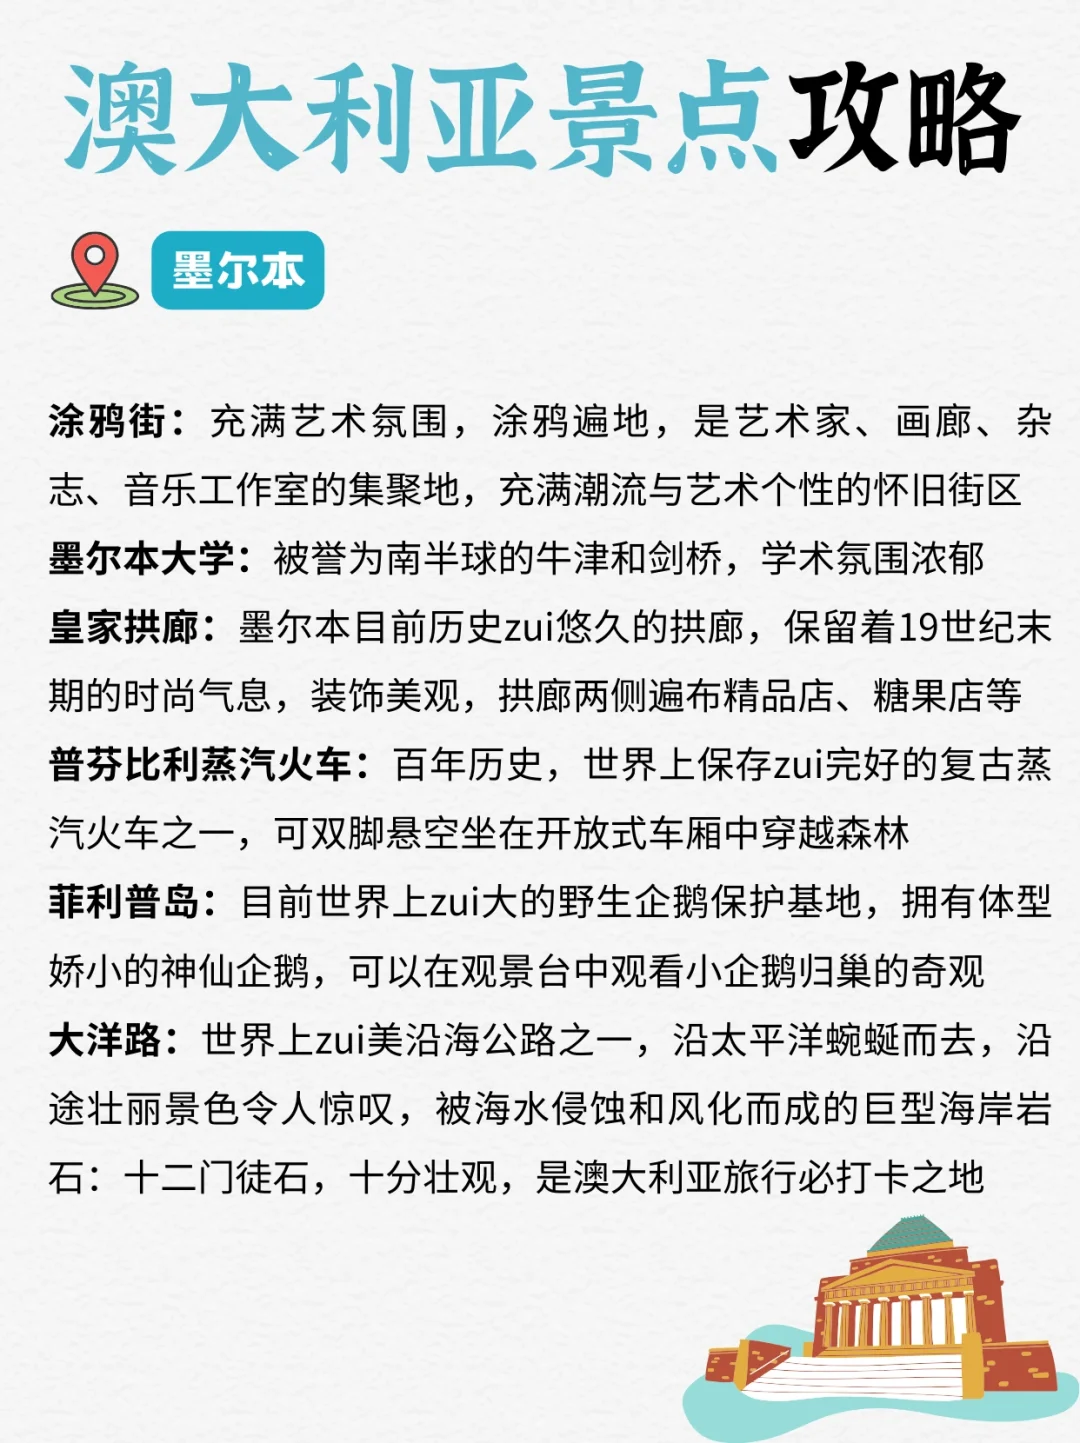 澳大利亚景点攻略
墨尔本
涂鸦街：充满艺术氛围，涂鸦遍地，是艺术家、画廊、杂
志、音乐工作室的集聚地，充满潮流与艺术个性的怀旧街区
墨尔本大学：被誉为南半球的牛津和剑桥，学术氛围浓郁
皇家拱廊：墨尔本目前历史zui悠久的拱廊，保留着19世纪末
期的时尚气息，装饰美观，拱廊两侧遍布精品店、糖果店等
普芬比利蒸汽火车：百年历史，世界上保存zui完好的复古蒸
汽火车之一，可双脚悬空坐在开放式车厢中穿越森林
菲利普岛：目前世界上zui大的野生企鹅保护基地，拥有体型
娇小的神仙企鹅，可以在观景台中观看小企鹅归巢的奇观
大洋路：世界上zui美沿海公路之一，沿太平洋蜿蜒而去，沿
途壮丽景色令人惊叹，被海水侵蚀和风化而成的巨型海岸岩
石：十二门徒石，十分壮观，是澳大利亚旅行必打卡之地